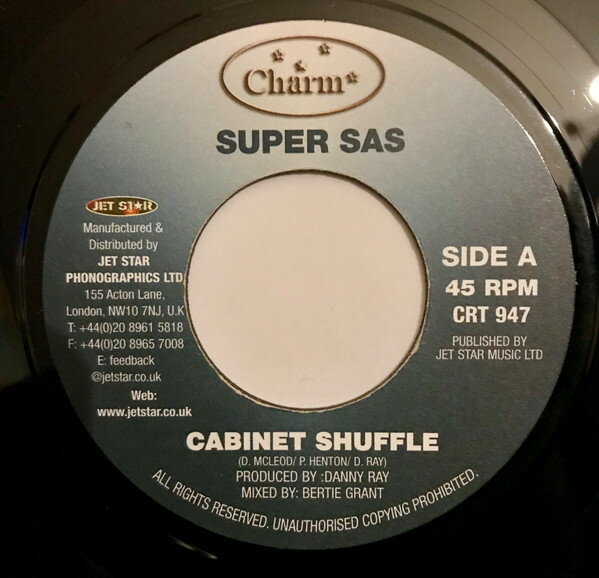 Charm
SUPER SAS
JET STAR
Manufactured &
Distributed by
JET STAR
PHONOGRAPHICS LTD
155 Acton Lane,
London, NW10 7NJ, U.K
T: +44(0)20 8961 5818
F: +44(0)20 8965 7008
E: feedback
@jetstar.co.uk
Web:
www.jetstar.co.uk
SIDE A
45 RPM
CRT 947
PUBLISHED BY
JET STAR MUSIC LTD
CABINET SHUFFLE
(D. MCLEOD/ P. HENTON/ D. RAY)
PRODUCED BY :DANNY RAY
MIXED BY: BERTIE GRANT
ALL RIGHTS RESERVED. UNAUTHORISED COPYING PROHIBITED.